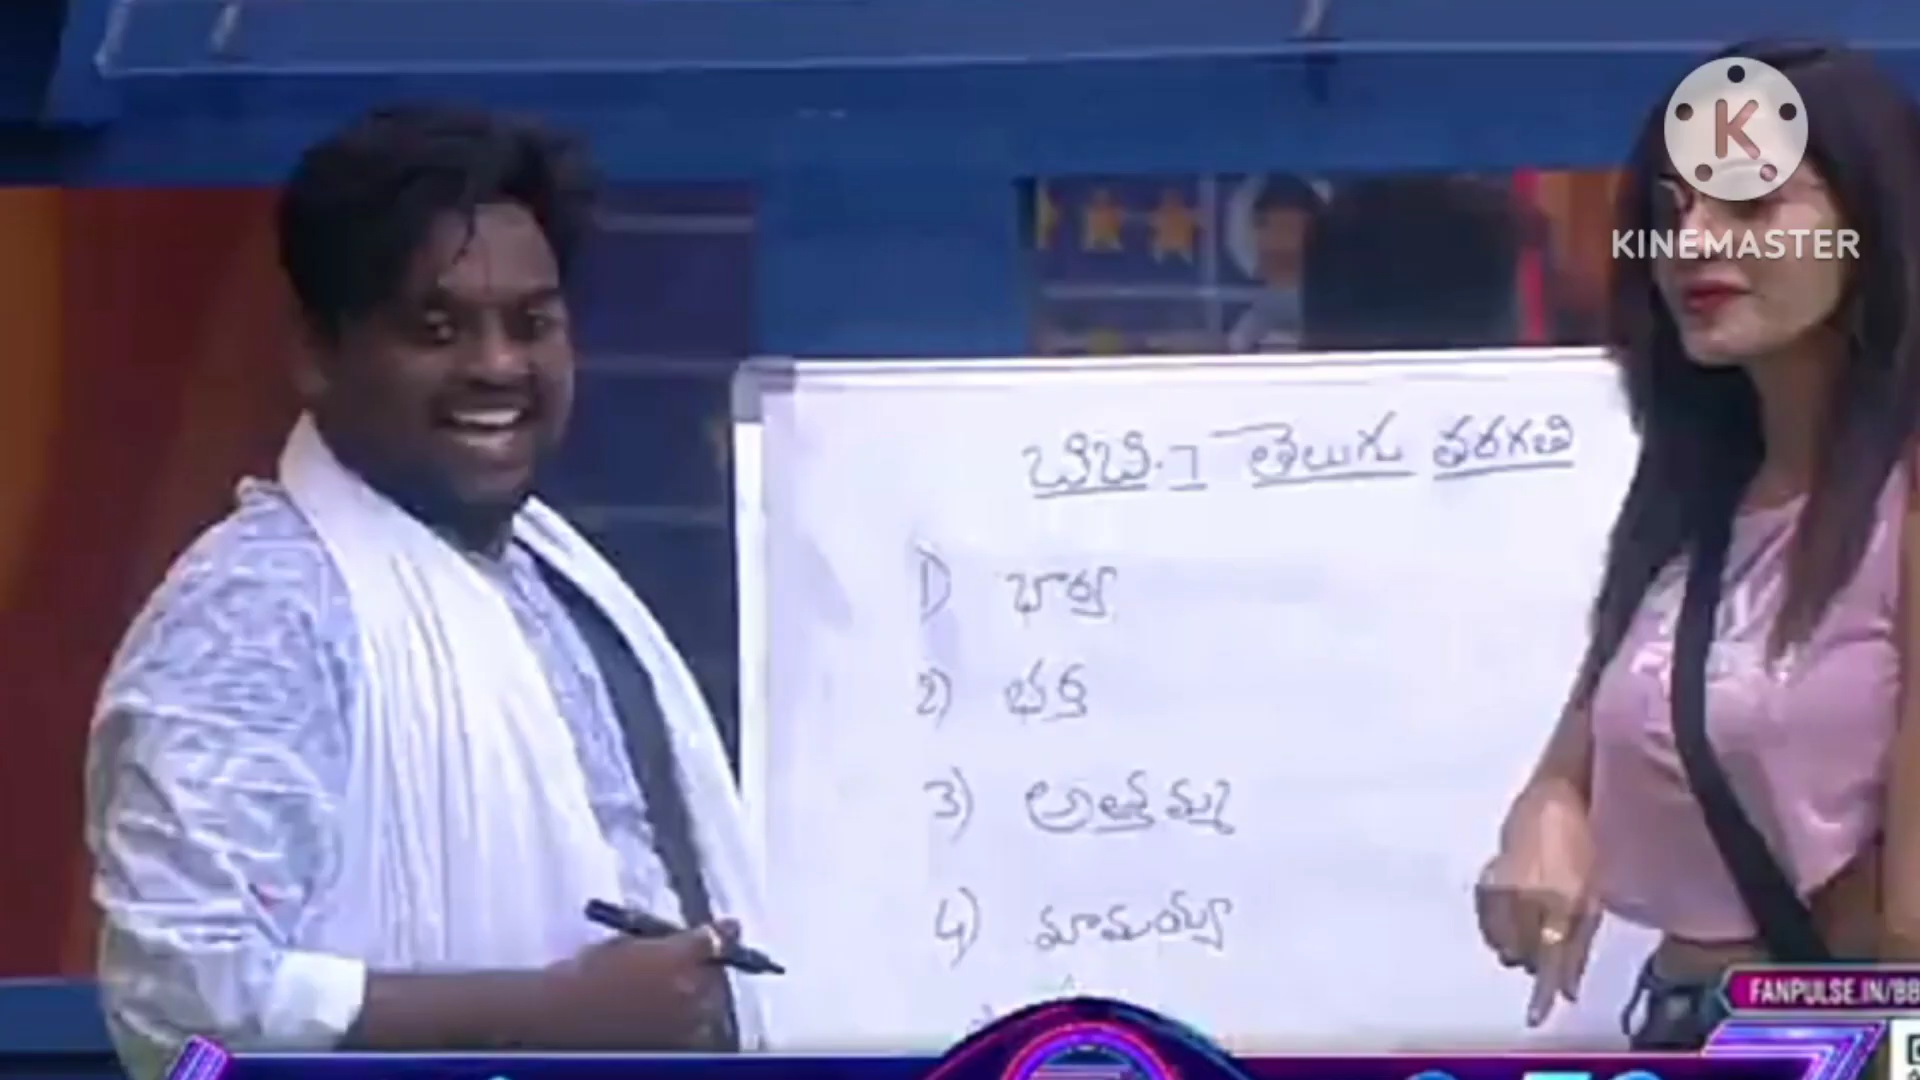 KINEMASTER
బిబి.7 తెలుగు తరగతి
1) భార్య
2) భర్త
3) అత్తమ్మ
4) మామయ్య
FANPULSE.IN/BB